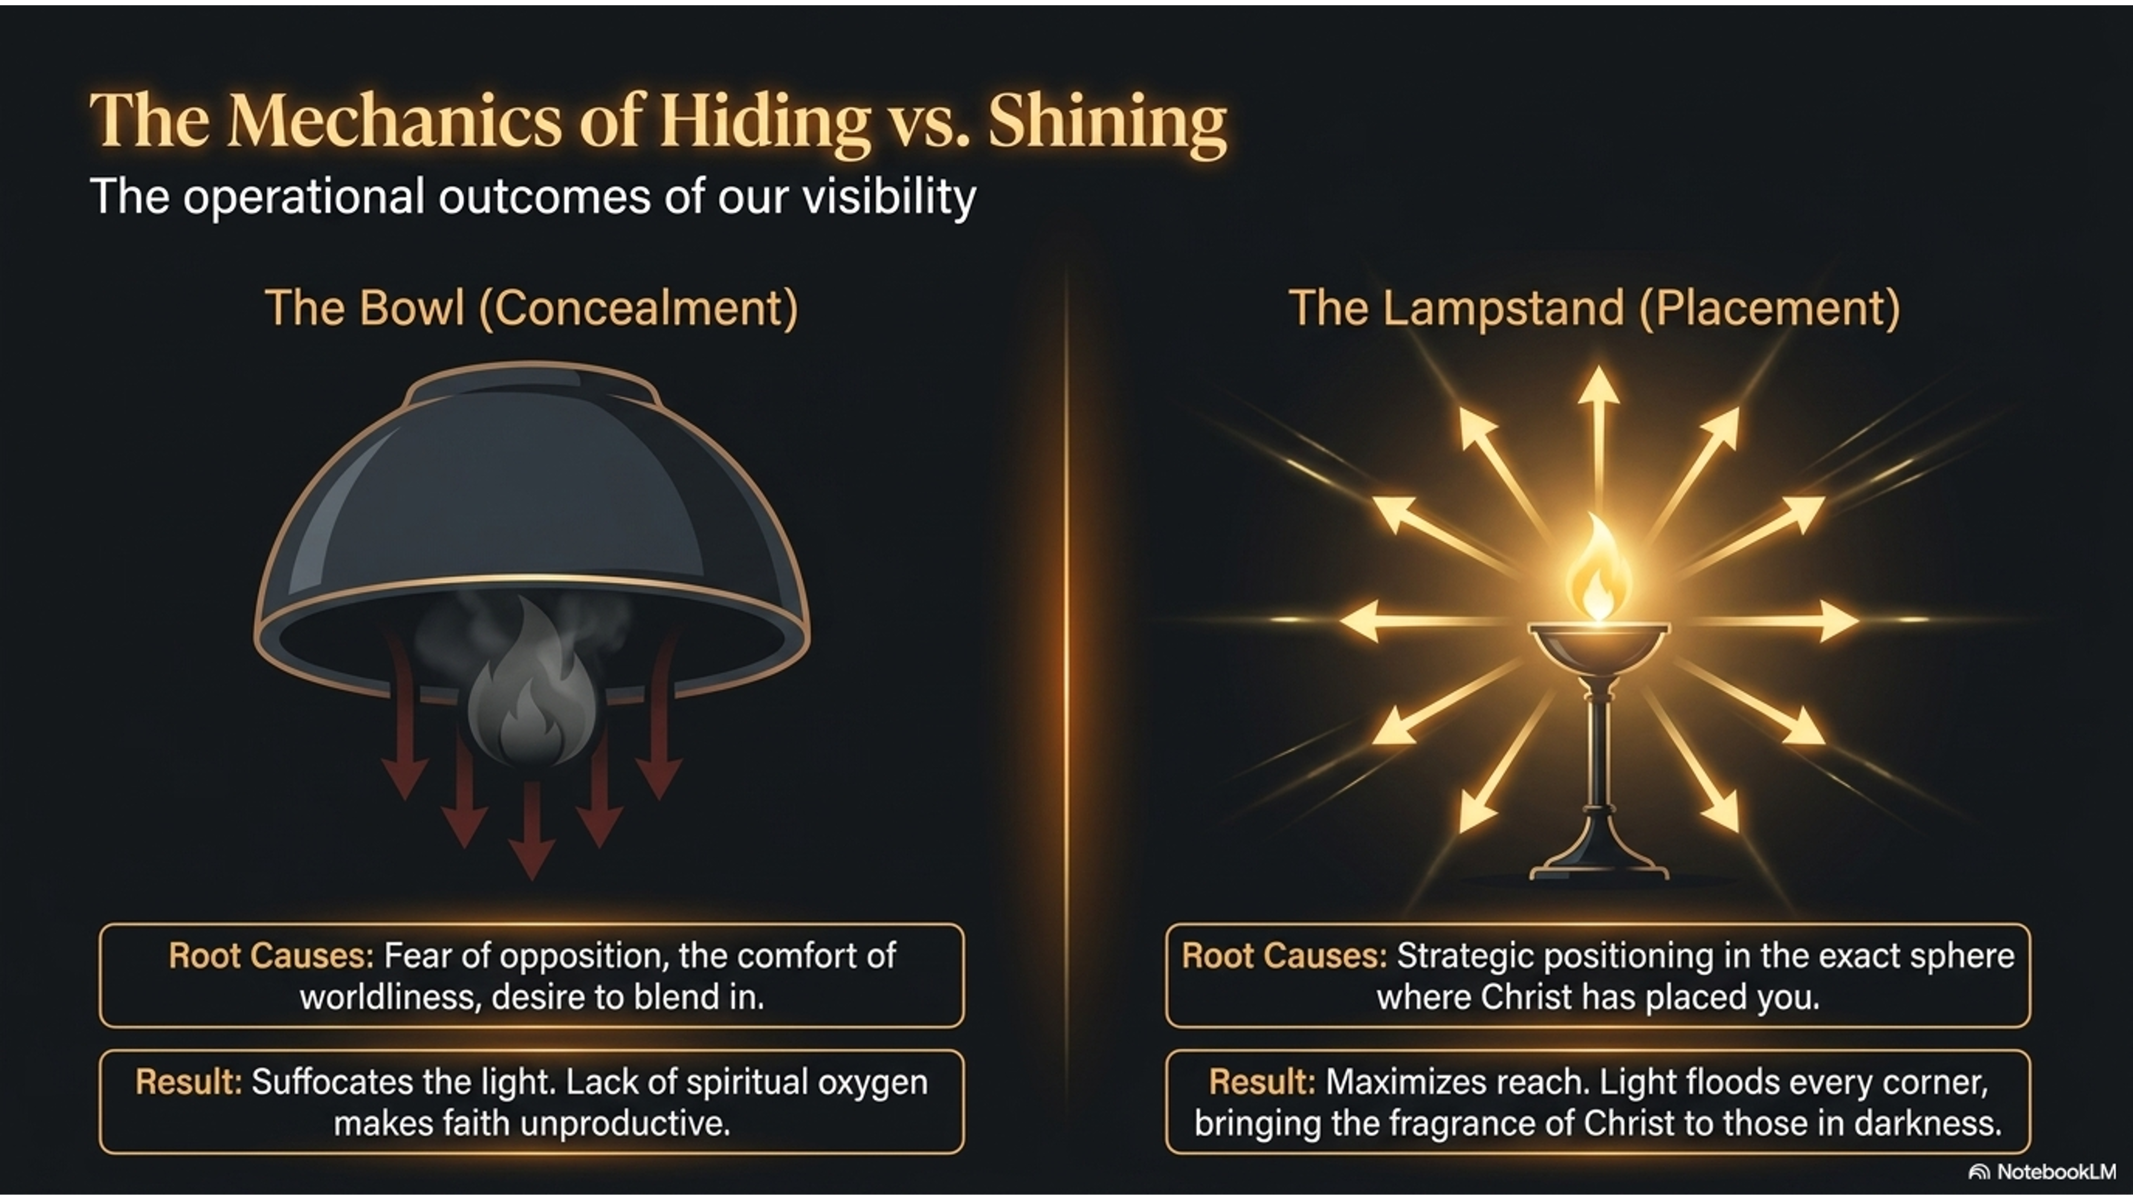 The Mechanics of Hiding vs. Shining
The operational outcomes of our visibility
The Bowl (Concealment)
Root Causes: Fear of opposition, the comfort of
worldliness, desire to blend in.
Result: Suffocates the light. Lack of spiritual oxygen
makes faith unproductive.
The Lampstand (Placement)
Root Causes: Strategic positioning in the exact sphere
where Christ has placed you.
Result: Maximizes reach. Light floods every corner,
bringing the fragrance of Christ to those in darkness.
NotebookLM